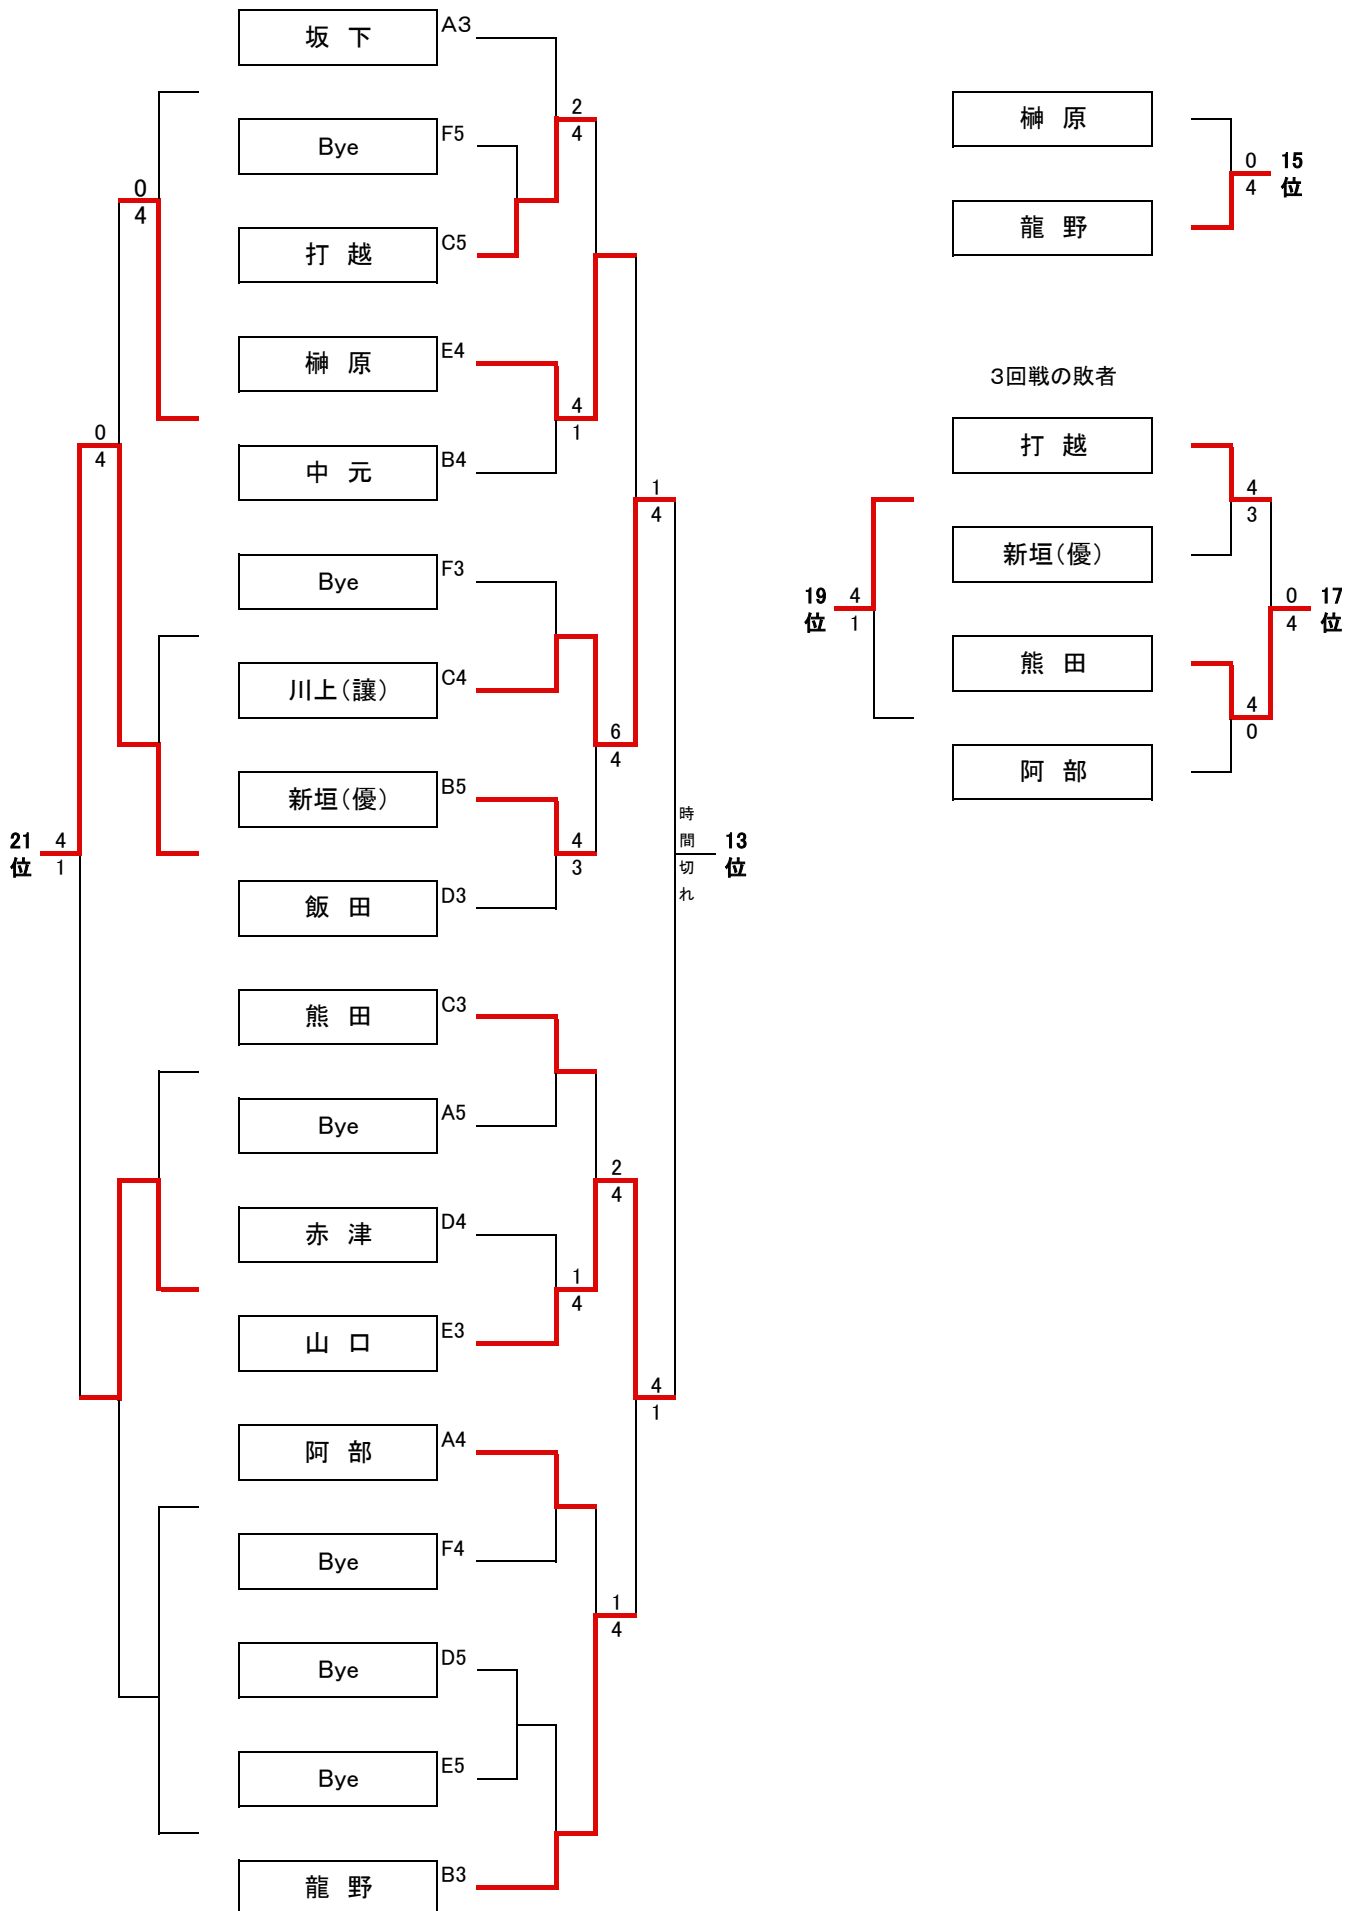 坂 下 A3
2
Bye F5
4
榊 原
0 15
0
4 位
4
打 越 C5
龍 野
榊 原 E4
3回戦の敗者
4
1
0
4
打 越
中 元 B4
1
4
4
3
Bye F3
新垣(優)
19 4
位 1
0 17
4 位
川上(譲) C4
熊 田
6
4
4
0
新垣(優) B5
阿 部
時
間
切
れ
21 4
位 1
4
3
13
位
飯 田 D3
熊 田 C3
Bye A5
2
4
赤 津 D4
1
4
山 口 E3
4
1
阿 部 A4
Bye F4
1
4
Bye D5
Bye E5
龍 野 B3